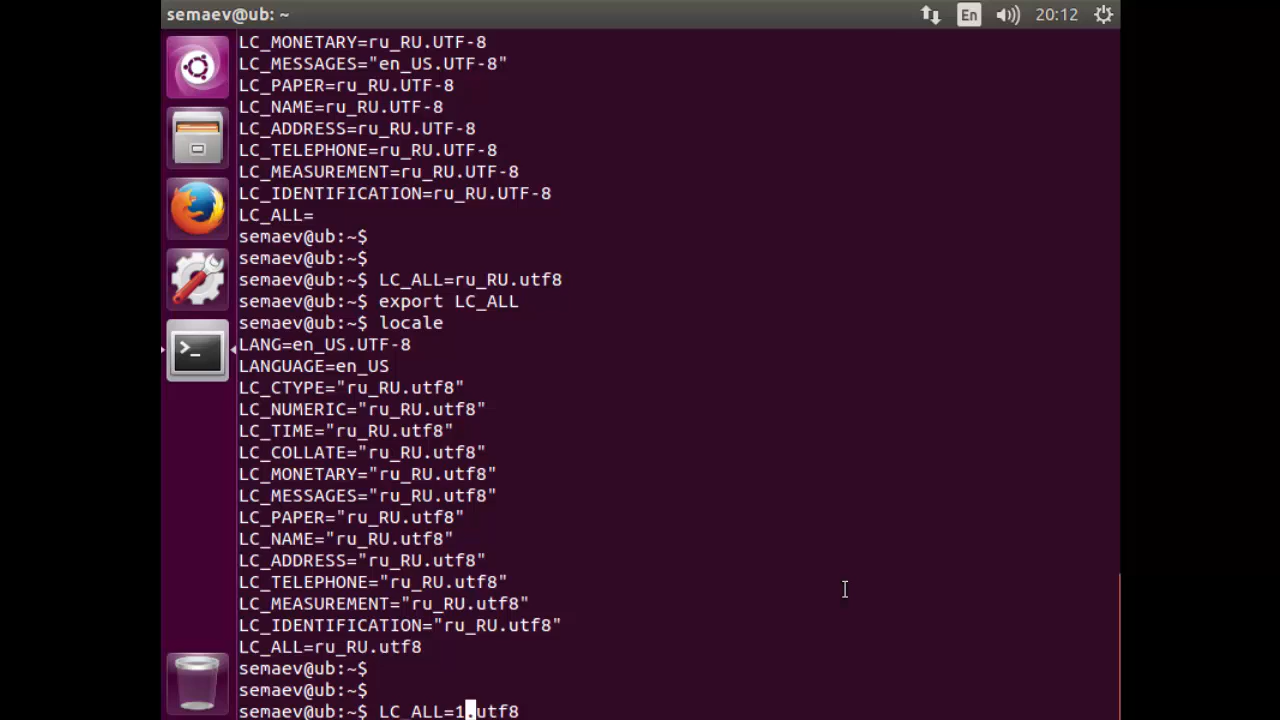 semaev@ub: ~
En
20:12
LC_MONETARY=ru_RU.UTF-8
LC_MESSAGES="en_US.UTF-8"
LC_PAPER=ru_RU.UTF-8
LC_NAME=ru_RU.UTF-8
LC_ADDRESS=ru_RU.UTF-8
LC_TELEPHONE=ru_RU.UTF-8
LC_MEASUREMENT=ru_RU.UTF-8
LC_IDENTIFICATION=ru_RU.UTF-8
LC_ALL=
semaev@ub:~$
semaev@ub:~$
semaev@ub:~$ LC_ALL=ru_RU.utf8
semaev@ub:~$ export LC_ALL
semaev@ub:~$ locale
LANG=en_US.UTF-8
LANGUAGE=en_US
LC_CTYPE="ru_RU.utf8"
LC_NUMERIC="ru_RU.utf8"
LC_TIME="ru_RU.utf8"
LC_COLLATE="ru_RU.utf8"
LC_MONETARY="ru_RU.utf8"
LC_MESSAGES="ru_RU.utf8"
LC_PAPER="ru_RU.utf8"
LC_NAME="ru_RU.utf8"
LC_ADDRESS="ru_RU.utf8"
LC_TELEPHONE="ru_RU.utf8"
LC_MEASUREMENT="ru_RU.utf8"
LC_IDENTIFICATION="ru_RU.utf8"
LC_ALL=ru_RU.utf8
semaev@ub:~$
semaev@ub:~$
semaev@ub:~$ LC_ALL=1.utf8